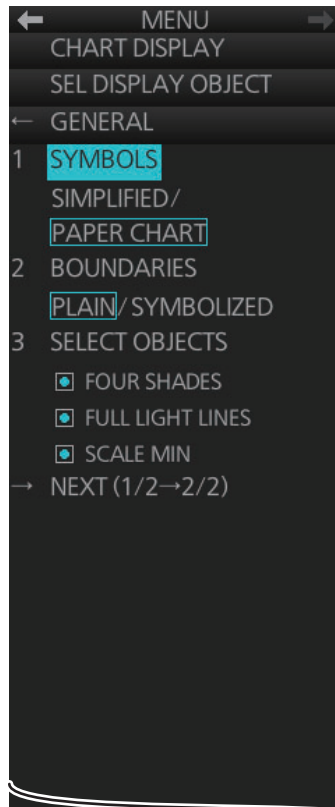 ← MENU →
CHART DISPLAY
SEL DISPLAY OBJECT
← GENERAL
1 SYMBOLS
SIMPLIFIED/
PAPER CHART
2 BOUNDARIES
PLAIN/SYMBOLIZED
3 SELECT OBJECTS
FOUR SHADES
FULL LIGHT LINES
SCALE MIN
→ NEXT (1/2→2/2)